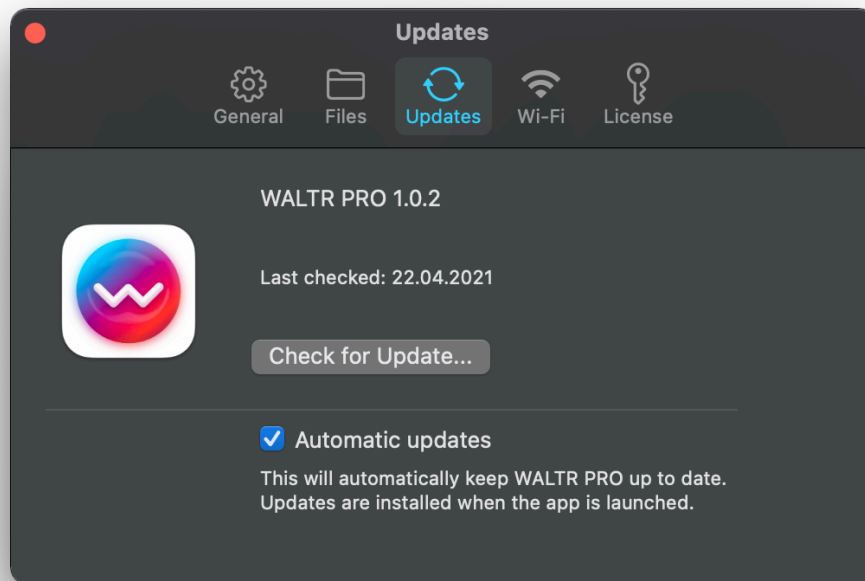 Updates
General
Files
Updates
Wi-Fi
License
WALTR PRO 1.0.2
Last checked: 22.04.2021
Check for Update...
Automatic updates
This will automatically keep WALTR PRO up to date.
Updates are installed when the app is launched.